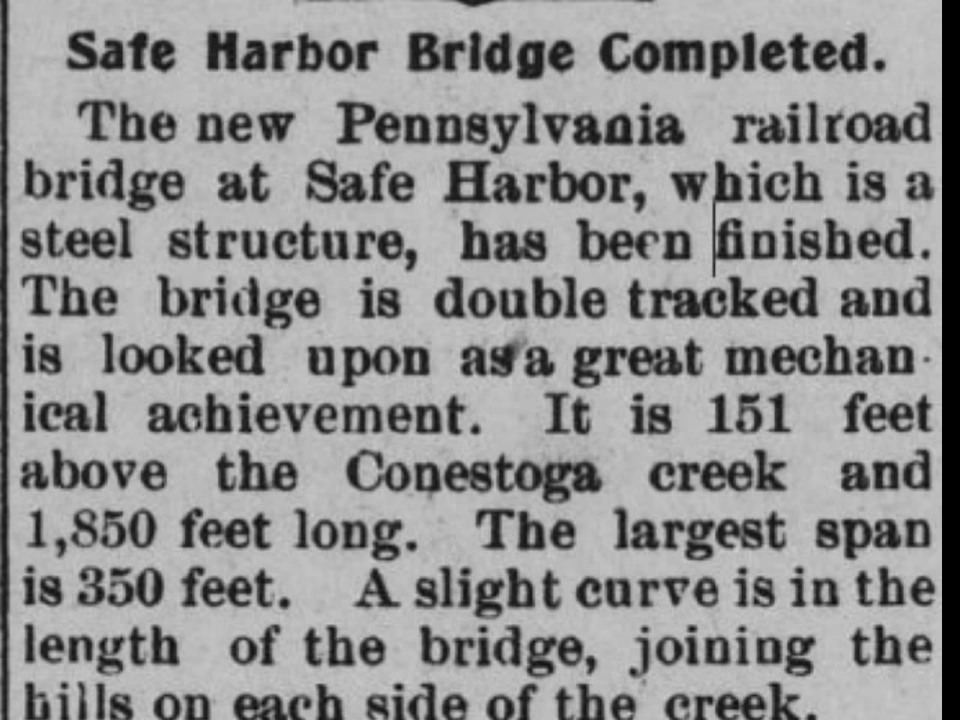 Safe Harbor Bridge Completed.
The new Pennsylvania railroad
bridge at Safe Harbor, which is a
steel structure, has been finished.
The bridge is double tracked and
is looked upon as a great mechan-
ical achievement. It is 151 feet
above the Conestoga creek and
1,850 feet long. The largest span
is 350 feet. A slight curve is in the
length of the bridge, joining the
hills on each side of the creek.